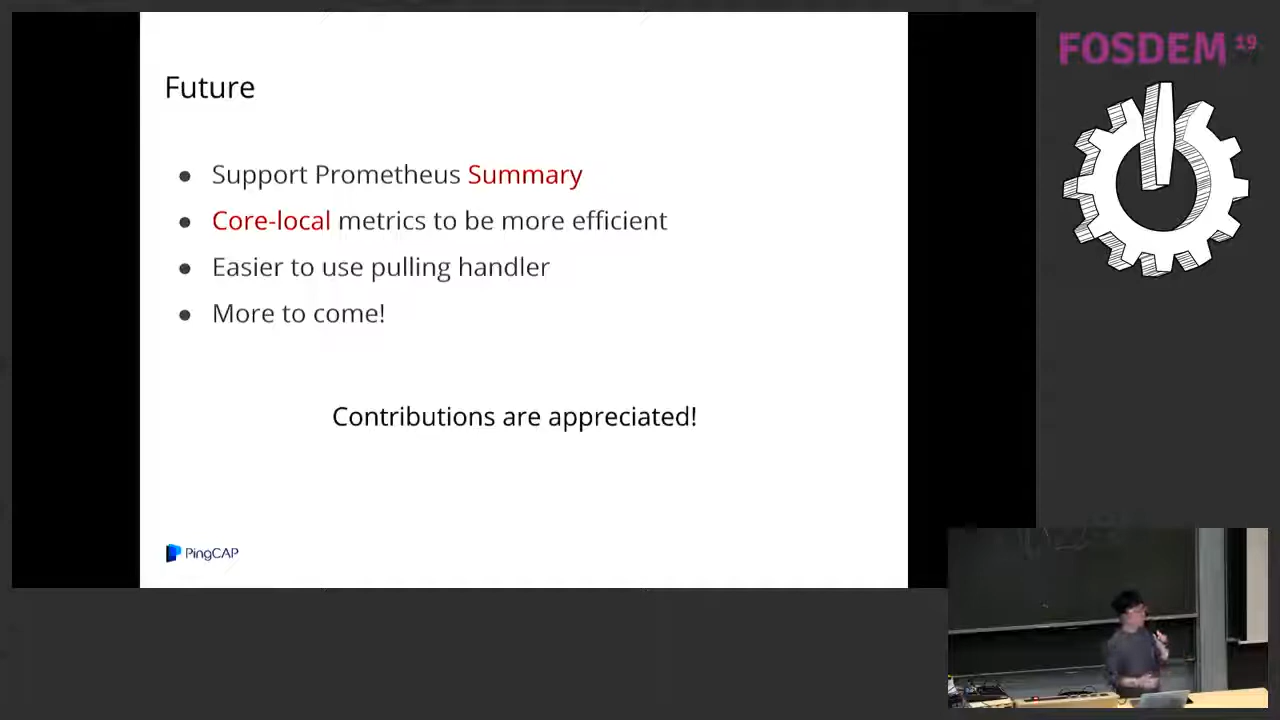 Future
● Support Prometheus Summary
● Core-local metrics to be more efficient
● Easier to use pulling handler
● More to come!
Contributions are appreciated!
PingCAP
FOSDEM 19